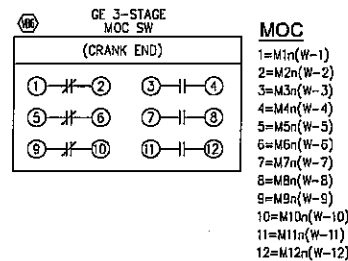 GE 3-STAGE
MOC SW
(CRANK END)
1 2 3 4
5 6 7 8
9 10 11 12
MOC
1=M1n(W-1)
2=M2n(W-2)
3=M3n(W-3)
4=M4n(W-4)
5=M5n(W-5)
6=M6n(W-6)
7=M7n(W-7)
8=M8n(W-8)
9=M9n(W-9)
10=M10n(W-10)
11=M11n(W-11)
12=M12n(W-12)